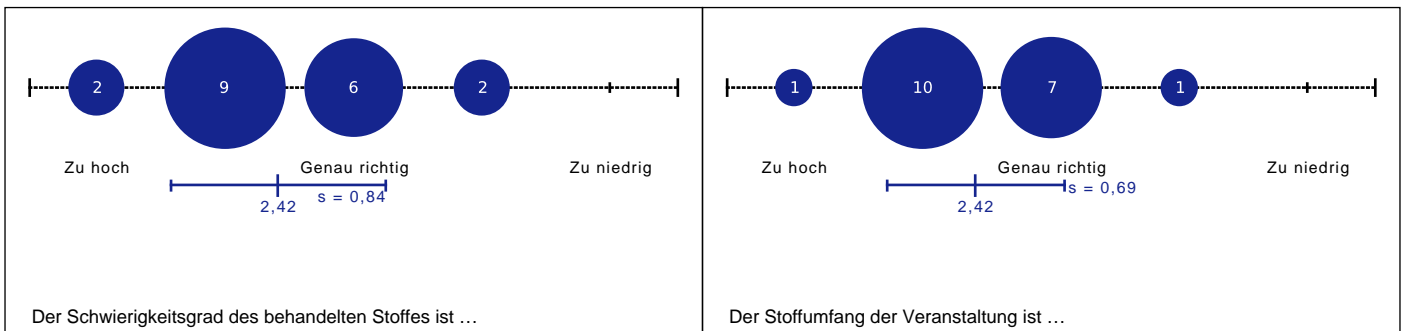 2 9 6 2
Zu hoch Genau richtig Zu niedrig
s = 0,84
2,42
Der Schwierigkeitsgrad des behandelten Stoffes ist …
1 10 7 1
Zu hoch Genau richtig Zu niedrig
s = 0,69
2,42
Der Stoffumfang der Veranstaltung ist …